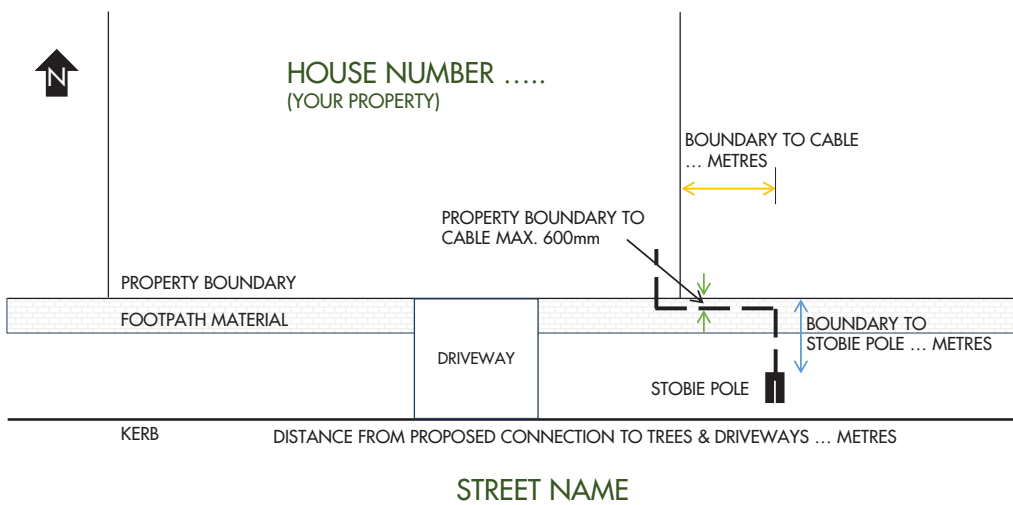 N
HOUSE NUMBER .....
(YOUR PROPERTY)
BOUNDARY TO CABLE
... METRES
PROPERTY BOUNDARY TO
CABLE MAX. 600mm
PROPERTY BOUNDARY
FOOTPATH MATERIAL
BOUNDARY TO
STOBIE POLE ... METRES
DRIVEWAY
STOBIE POLE
KERB
DISTANCE FROM PROPOSED CONNECTION TO TREES & DRIVEWAYS ... METRES
STREET NAME